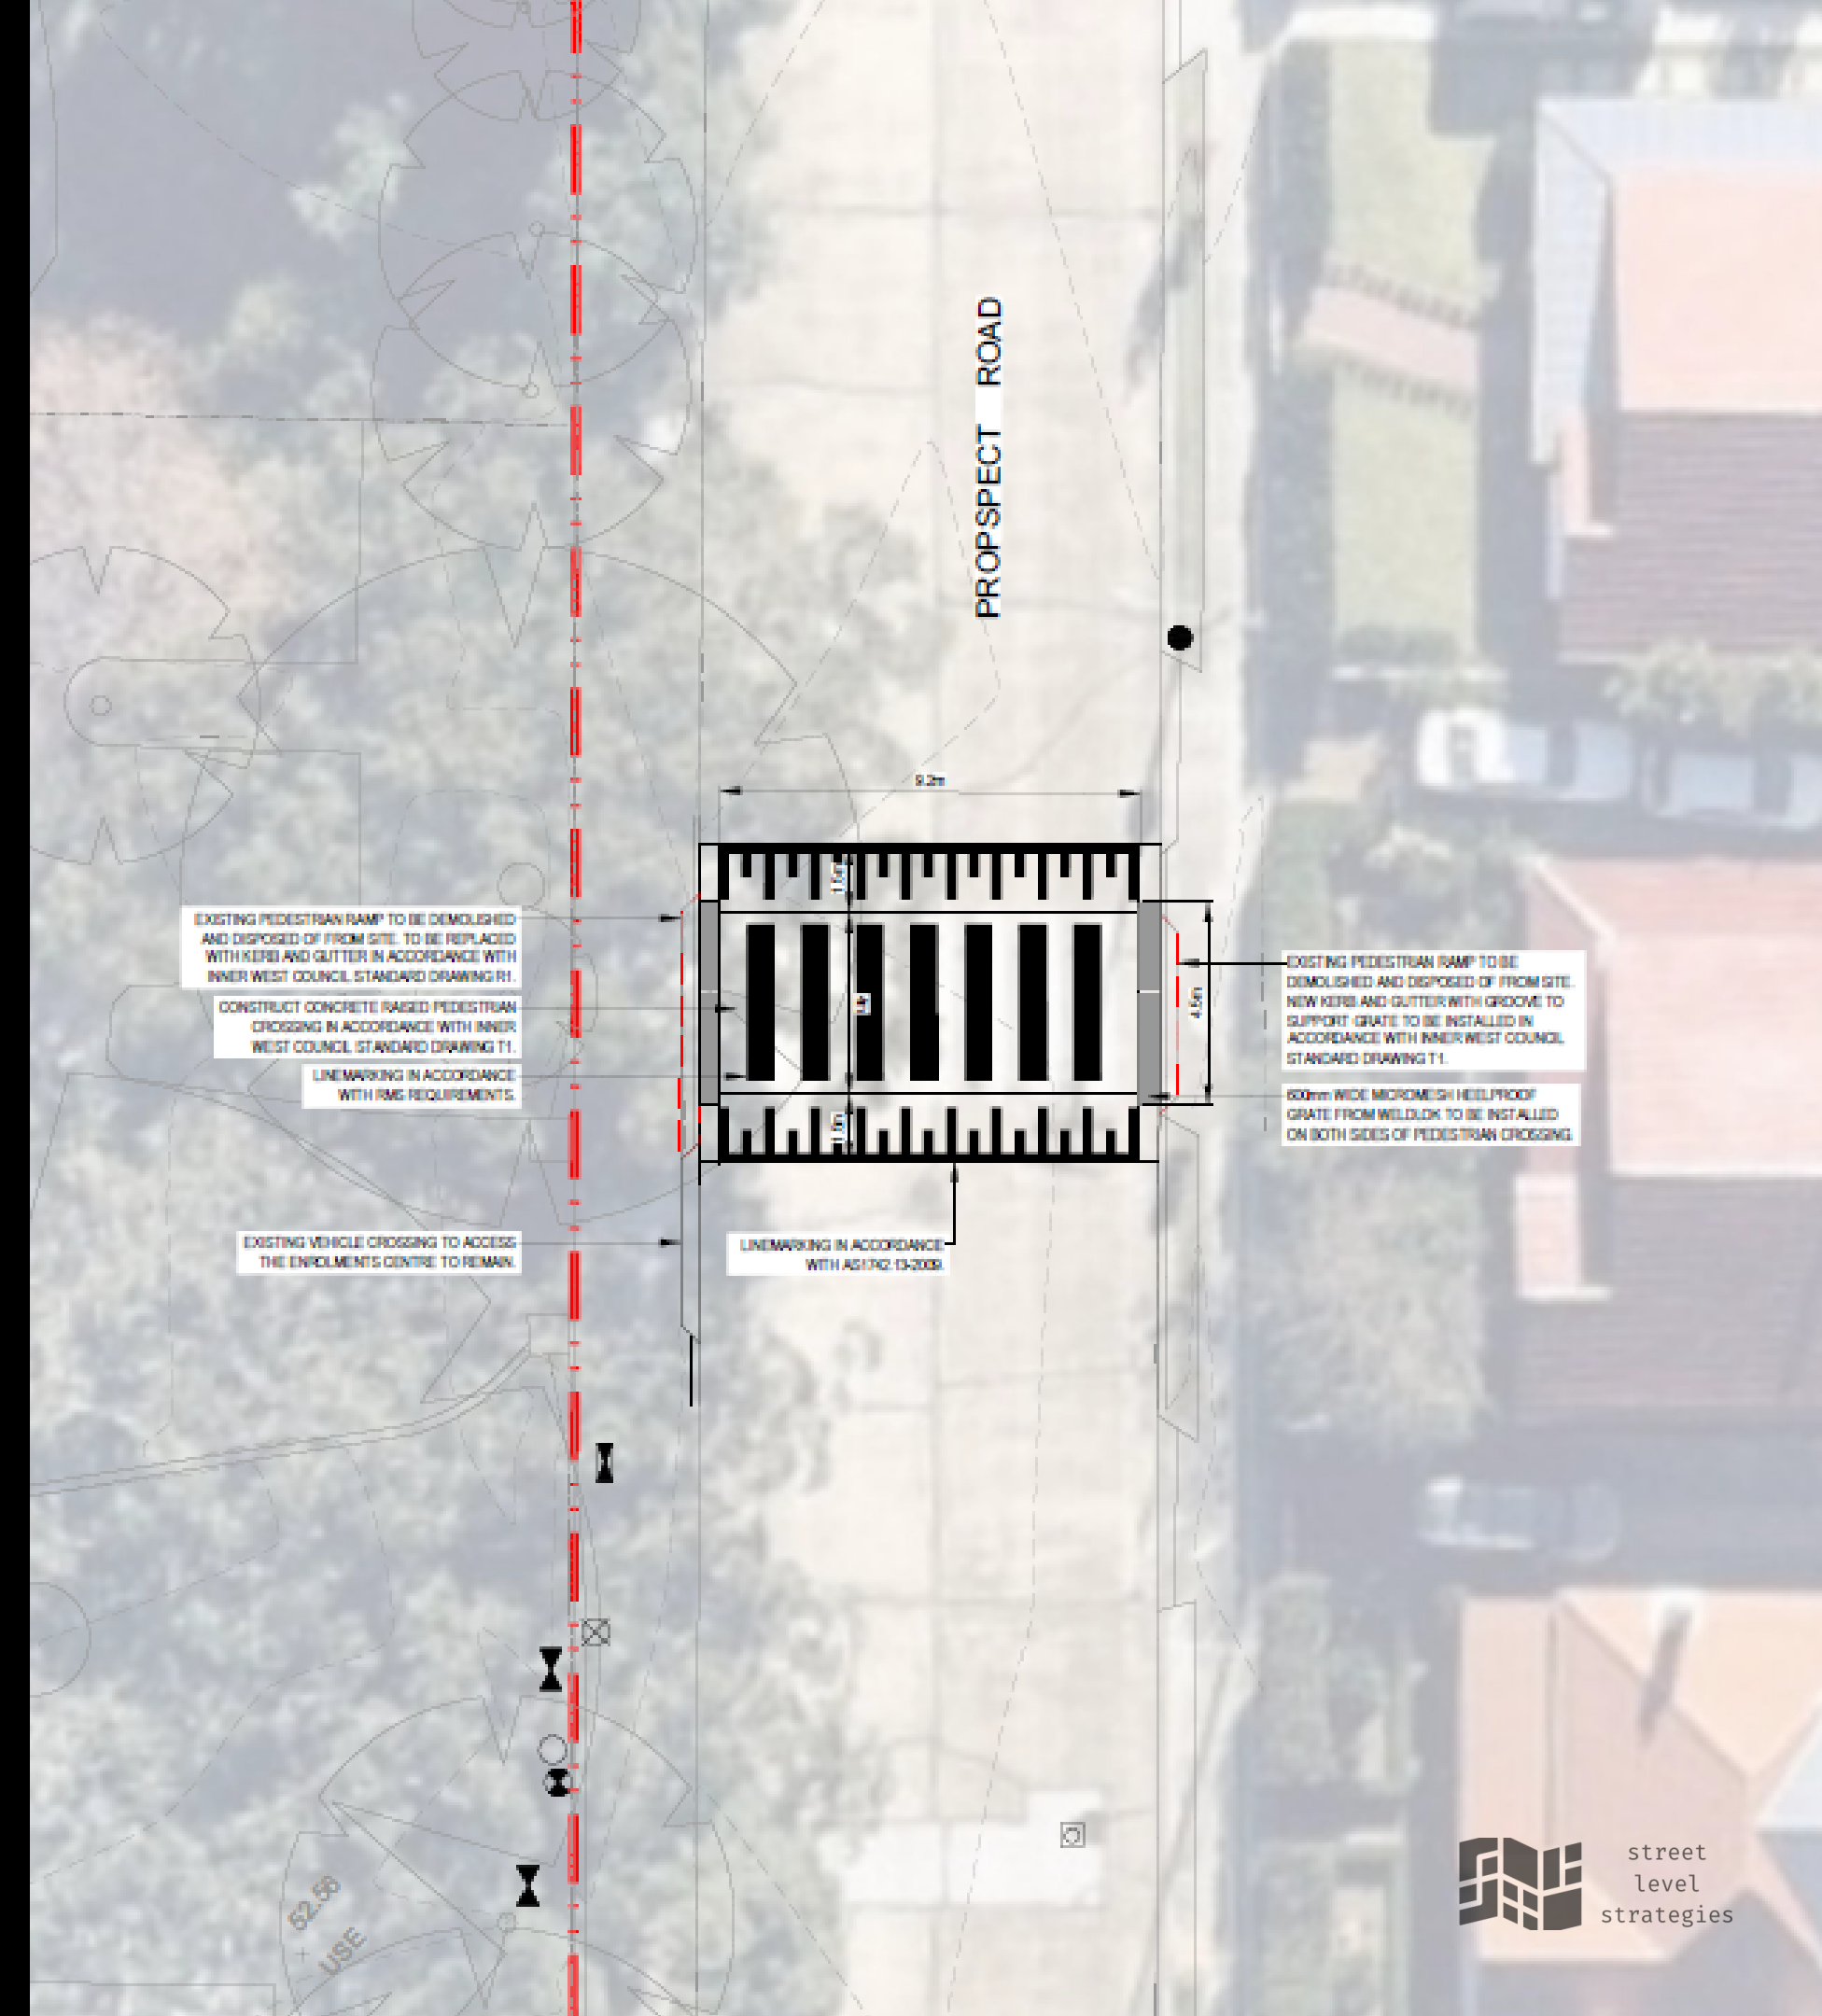 PROPSPECT ROAD
9.2m
EXISTING PEDESTRIAN RAMP TO BE DEMOLISHED
AND DISPOSED OF FROM SITE. TO BE REPLACED
WITH KERB AND GUTTER IN ACCORDANCE WITH
INNER WEST COUNCIL STANDARD DRAWING R1.
CONSTRUCT CONCRETE RAISED PEDESTRIAN
CROSSING IN ACCORDANCE WITH INNER
WEST COUNCIL STANDARD DRAWING T1.
LINEMARKING IN ACCORDANCE
WITH RMS REQUIREMENTS.
EXISTING VEHICLE CROSSING TO ACCESS
THE ENROLMENTS CENTRE TO REMAIN.
4.5m
EXISTING PEDESTRIAN RAMP TO BE
DEMOLISHED AND DISPOSED OF FROM SITE.
NEW KERB AND GUTTER WITH GROOVE TO
SUPPORT GRATE TO BE INSTALLED IN
ACCORDANCE WITH INNER WEST COUNCIL
STANDARD DRAWING T1.
600mm WIDE MICROMESH HEELPROOF
GRATE FROM WELDLOK TO BE INSTALLED
ON BOTH SIDES OF PEDESTRIAN CROSSING.
LINEMARKING IN ACCORDANCE
WITH AS1742.13-2009.
62.56
USE
street
level
strategies